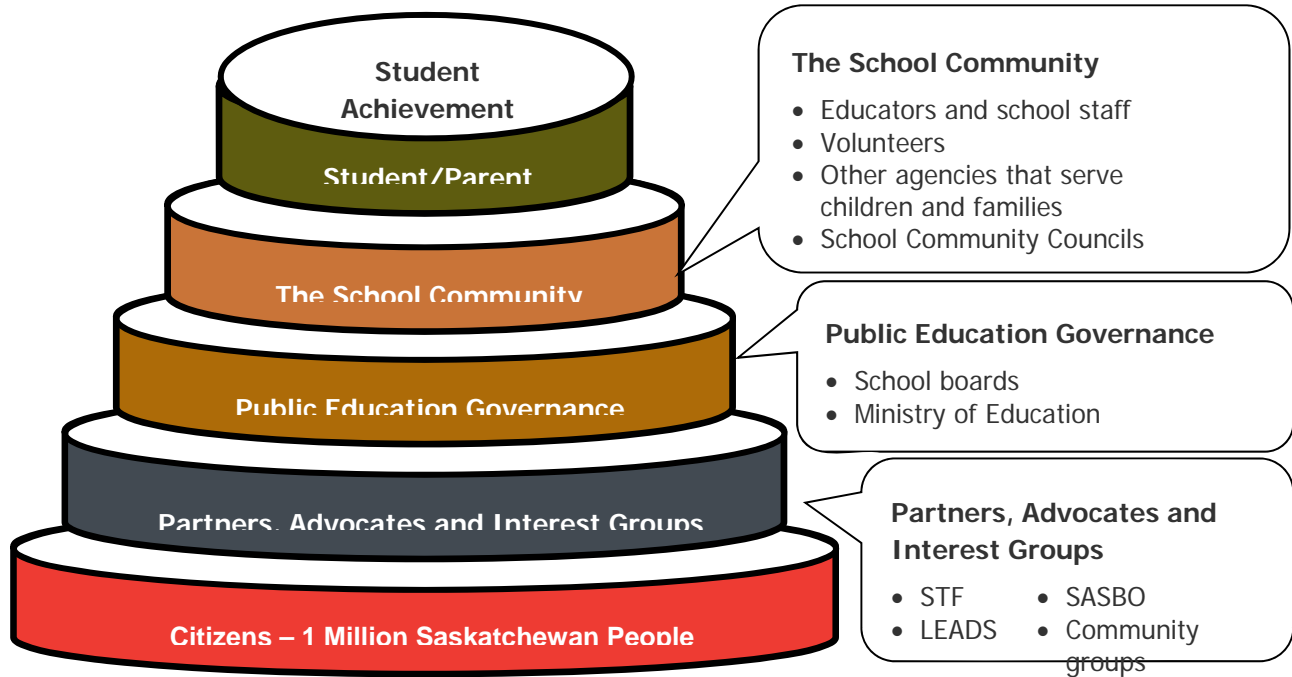 Student
Achievement
Student/Parent
The School Community
Public Education Governance
Partners, Advocates and Interest Groups
Citizens – 1 Million Saskatchewan People
The School Community
• Educators and school staff
• Volunteers
• Other agencies that serve
children and families
• School Community Councils
Public Education Governance
• School boards
• Ministry of Education
Partners, Advocates and
Interest Groups
• STF
• LEADS
• SASBO
• Community
groups